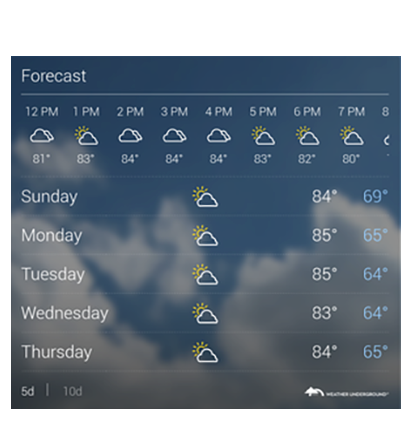 Forecast
12 PM 1 PM 2 PM 3 PM 4 PM 5 PM 6 PM 7 PM 8
81° 83° 84° 84° 84° 83° 82° 80°
Sunday 84° 69°
Monday 85° 65°
Tuesday 85° 64°
Wednesday 83° 64°
Thursday 84° 65°
5d | 10d WEATHER UNDERGROUND